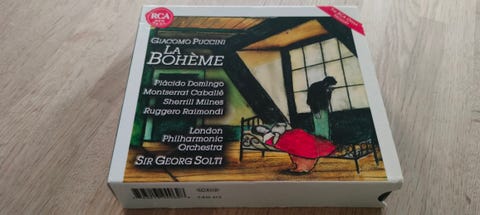 RCA
GIACOMO PUCCINI
LA
BOHÈME
Plácido Domingo
Montserrat Caballé
Sherrill Milnes
Ruggero Raimondi
London
Philharmonic
Orchestra
SIR GEORG SOLTI